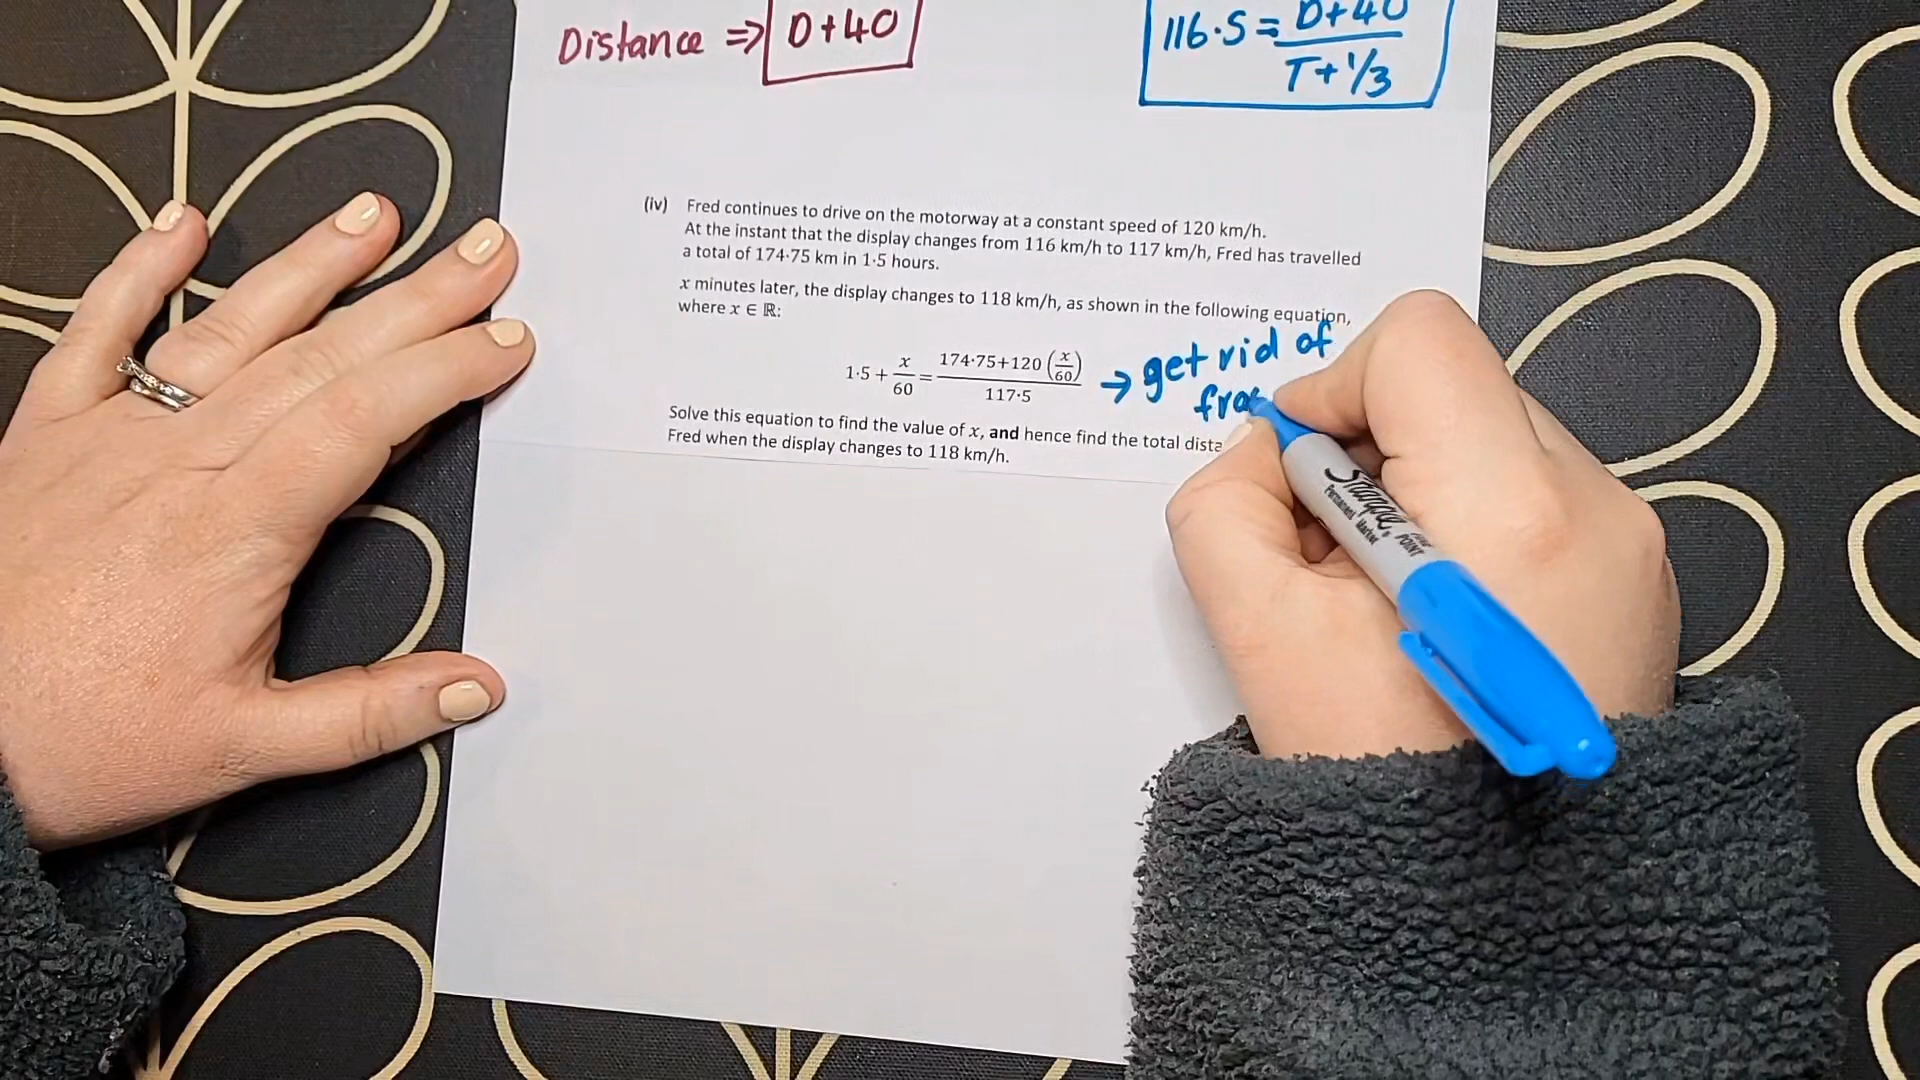 Distance ⇒ D+40
116·5 = D+40 / T+1/3
(iv) Fred continues to drive on the motorway at a constant speed of 120 km/h.
At the instant that the display changes from 116 km/h to 117 km/h, Fred has travelled
a total of 174·75 km in 1·5 hours.
x minutes later, the display changes to 118 km/h, as shown in the following equation,
where x ∈ ℝ:
1·5 + x/60 = 174·75+120 (x/60) / 117·5
→ get rid of
Solve this equation to find the value of x, and hence find the total
Fred when the display changes to 118 km/h.
Sharpie.
FINE POINT
Permanent Marker